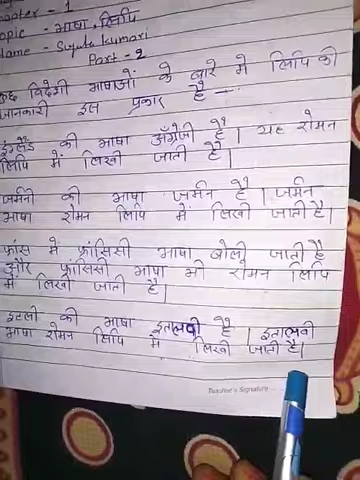 Chapter - 1
Topic - भाषा, लिपि
Name - Sujata kumari
Part - 2
कुछ विदेशी भाषाओं के बारे में लिपि की
जानकारी इस प्रकार है —
इंग्लैंड की भाषा अँग्रेजी है। यह रोमन
लिपि में लिखी जाती है।
जर्मनी की भाषा जर्मन है। जर्मन
भाषा रोमन लिपि में लिखी जाती है।
फ्रांस में फ्रांसिसी भाषा बोली जाती है
और फ्रांसिसी भाषा भी रोमन लिपि
में लिखी जाती है।
इटली की भाषा इतालवी है। इतालवी
भाषा रोमन लिपि में लिखी जाती है।
Teacher's Signature